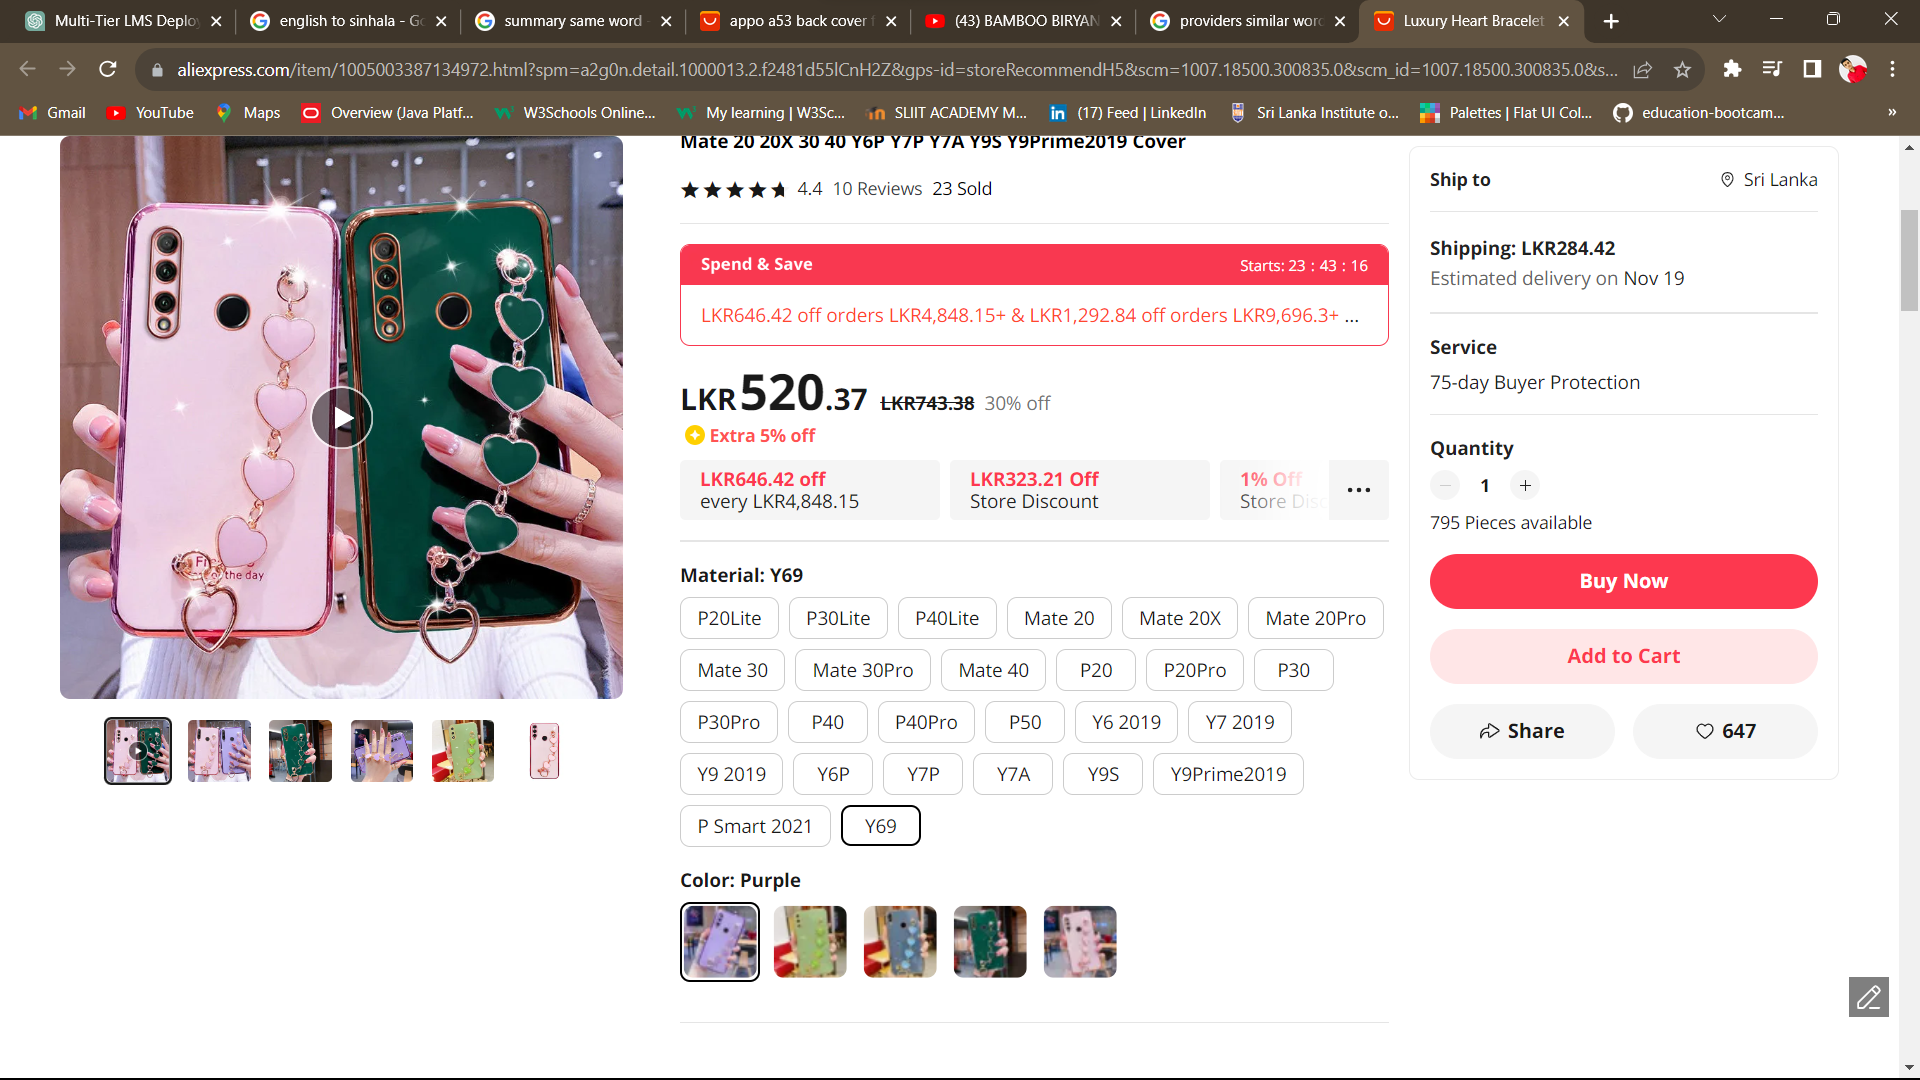 Multi-Tier LMS Deploy
english to sinhala - Go
summary same word -
appo a53 back cover f
(43) BAMBOO BIRYAN
providers similar word
Luxury Heart Bracelet
aliexpress.com/item/1005003387134972.html?spm=a2g0n.detail.1000013.2.f2481d55lCnH2Z&gps-id=storeRecommendH5&scm=1007.18500.300835.0&scm_id=1007.18500.300835.0&s...
Gmail
YouTube
Maps
Overview (Java Platf...
W3Schools Online...
My learning | W3Sc...
SLIIT ACADEMY M...
(17) Feed | LinkedIn
Sri Lanka Institute o...
Palettes | Flat UI Col...
education-bootcam...
»
Mate 20 20X 30 40 Y6P Y7P Y7A Y9S Y9Prime2019 Cover
4.4 10 Reviews 23 Sold
Spend & Save
Starts: 23 : 43 : 16
LKR646.42 off orders LKR4,848.15+ & LKR1,292.84 off orders LKR9,696.3+ ...
LKR520.37 LKR743.38 30% off
Extra 5% off
LKR646.42 off
every LKR4,848.15
LKR323.21 Off
Store Discount
1% Off
Store Disc
Material: Y69
P20Lite P30Lite P40Lite Mate 20 Mate 20X Mate 20Pro
Mate 30 Mate 30Pro Mate 40 P20 P20Pro P30
P30Pro P40 P40Pro P50 Y6 2019 Y7 2019
Y9 2019 Y6P Y7P Y7A Y9S Y9Prime2019
P Smart 2021 Y69
Color: Purple
Ship to
Sri Lanka
Shipping: LKR284.42
Estimated delivery on Nov 19
Service
75-day Buyer Protection
Quantity
1
795 Pieces available
Buy Now
Add to Cart
Share
647
the day